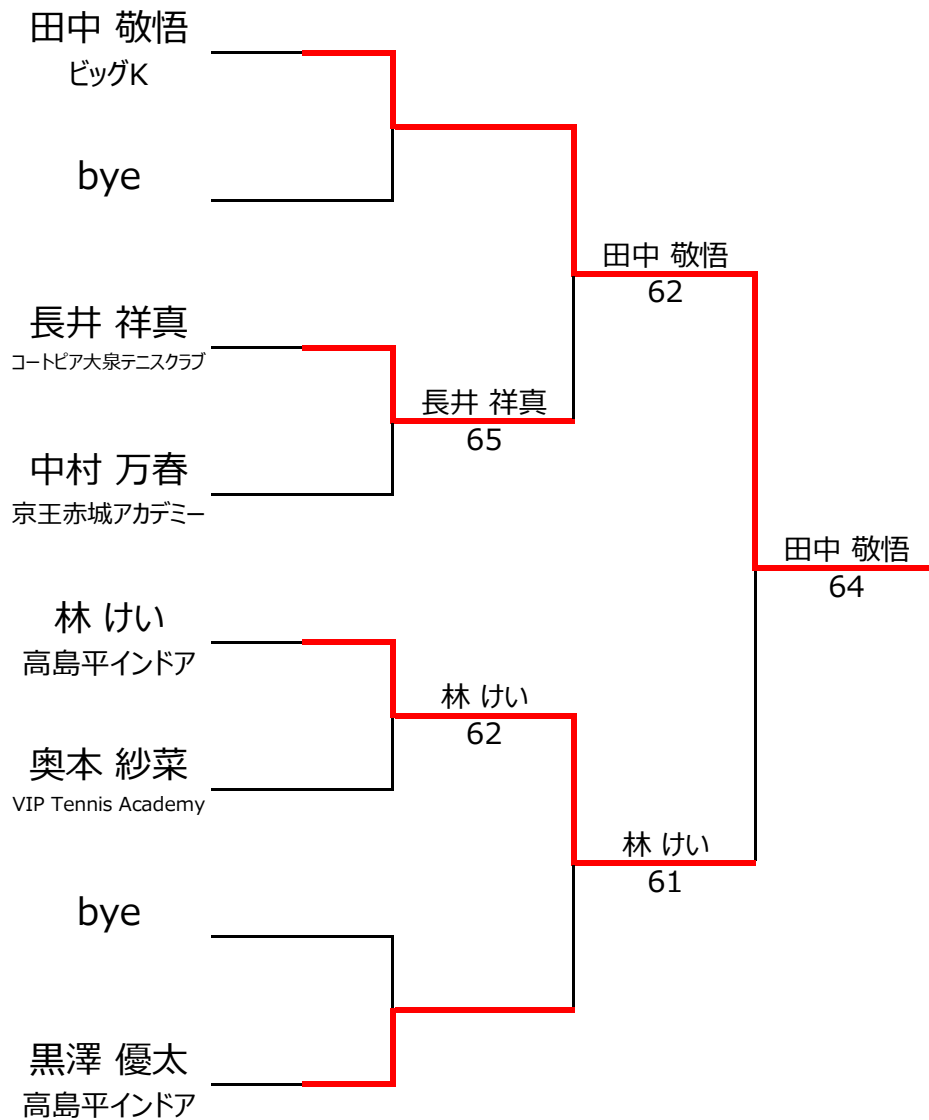 田中 敬悟
ビッグK
bye
長井 祥真
コートピア大泉テニスクラブ
中村 万春
京王赤城アカデミー
林 けい
高島平インドア
奥本 紗菜
VIP Tennis Academy
bye
黒澤 優太
高島平インドア
長井 祥真
65
林 けい
62
田中 敬悟
62
林 けい
61
田中 敬悟
64